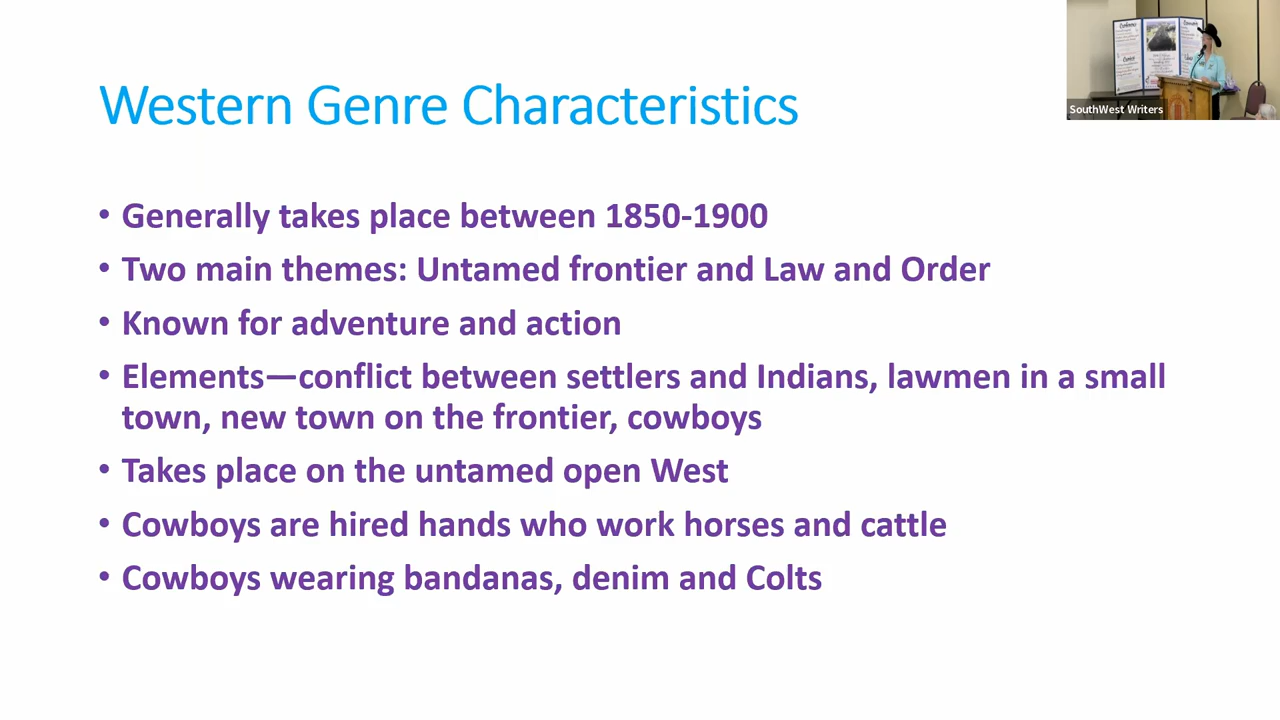 Western Genre Characteristics
SouthWest Writers
• Generally takes place between 1850-1900
• Two main themes: Untamed frontier and Law and Order
• Known for adventure and action
• Elements—conflict between settlers and Indians, lawmen in a small
town, new town on the frontier, cowboys
• Takes place on the untamed open West
• Cowboys are hired hands who work horses and cattle
• Cowboys wearing bandanas, denim and Colts